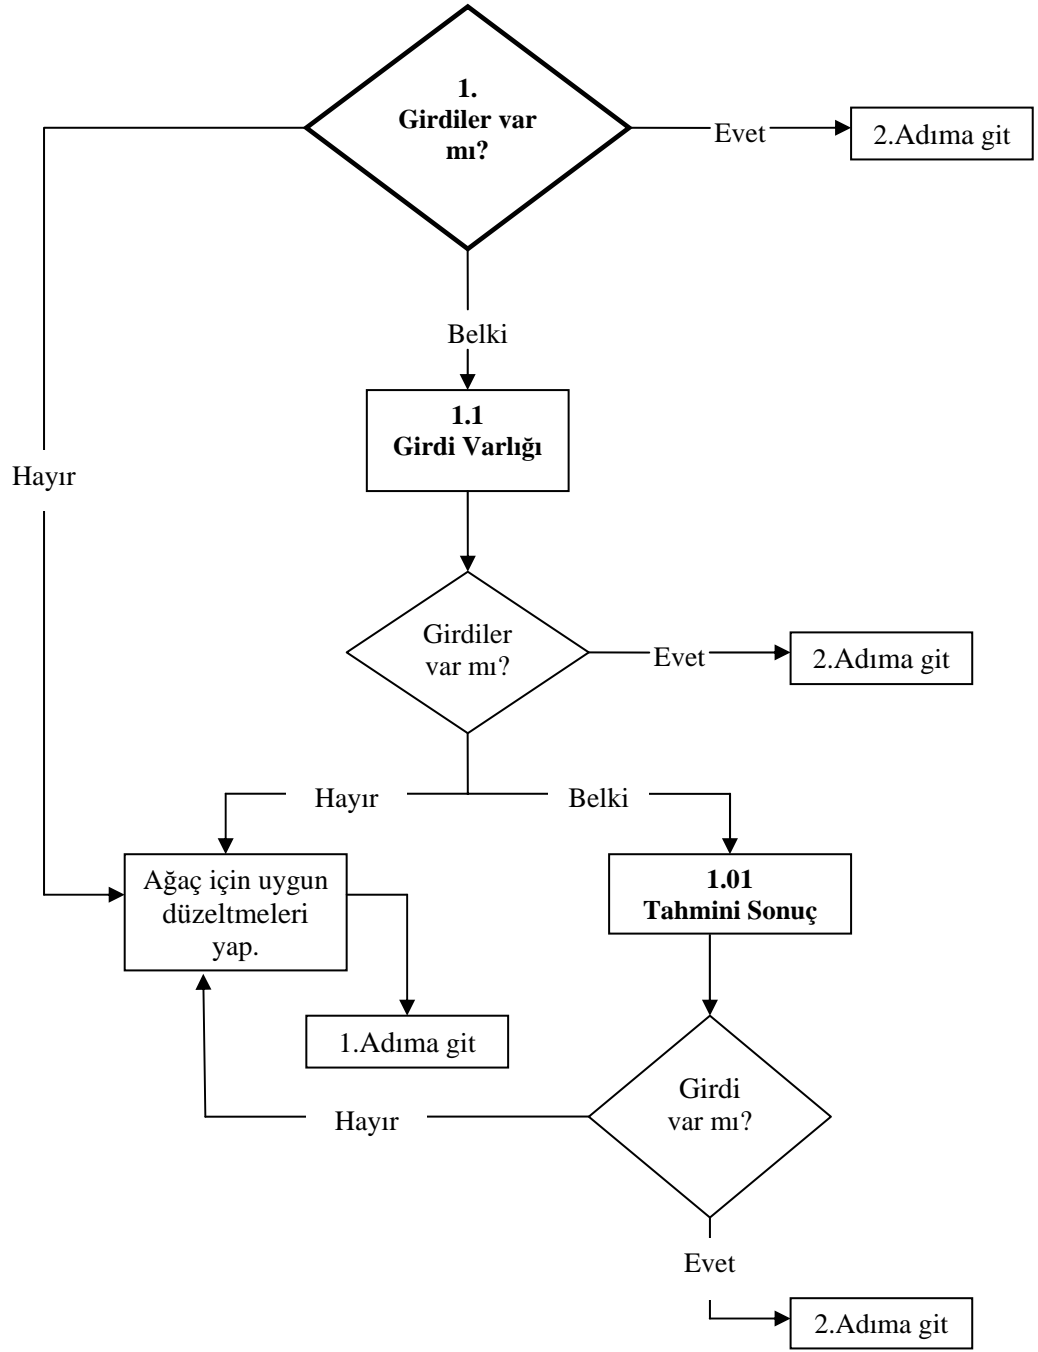 1.
Girdiler var
mı?
Evet
2.Adıma git
Belki
1.1
Girdi Varlığı
Hayır
Girdiler
var mı?
Evet
2.Adıma git
Hayır
Belki
Ağaç için uygun
düzeltmeleri
yap.
1.01
Tahmini Sonuç
1.Adıma git
Girdi
var mı?
Hayır
Evet
2.Adıma git